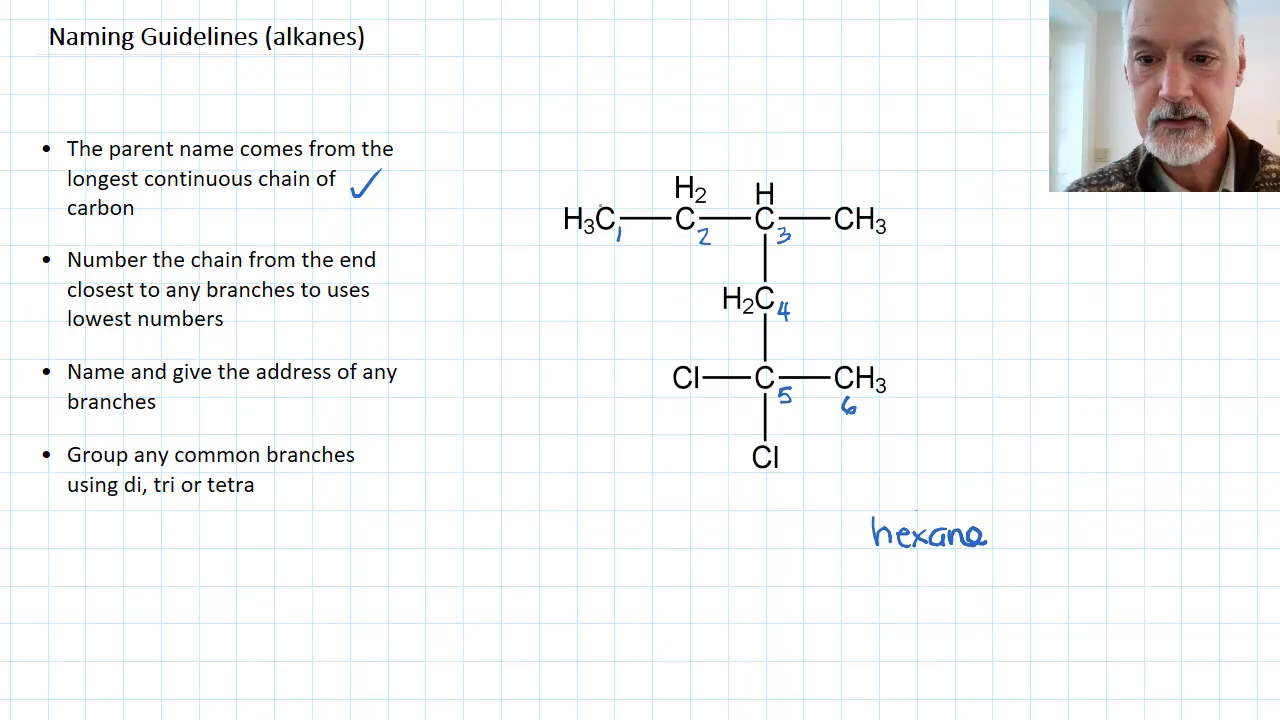 Naming Guidelines (alkanes)
• The parent name comes from the
longest continuous chain of
carbon
• Number the chain from the end
closest to any branches to uses
lowest numbers
• Name and give the address of any
branches
• Group any common branches
using di, tri or tetra
H2 H
H3C C C CH3
1 2 3
H2C
4
Cl C CH3
5 6
Cl
hexane